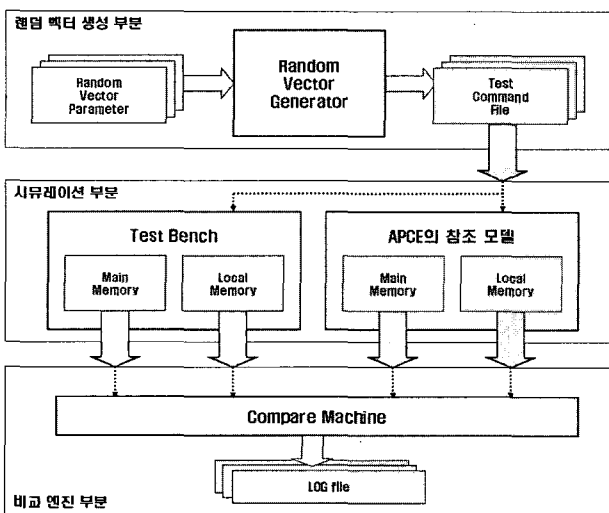 랜덤 벡터 생성 부분
Random
Vector
Parameter
Random
Vector
Generator
Test
Command
File
시뮤레이션 부분
Test Bench
Main
Memory
Local
Memory
APCE의 참조 모델
Main
Memory
Local
Memory
Compare Machine
LOG file
비교 엔진 부분